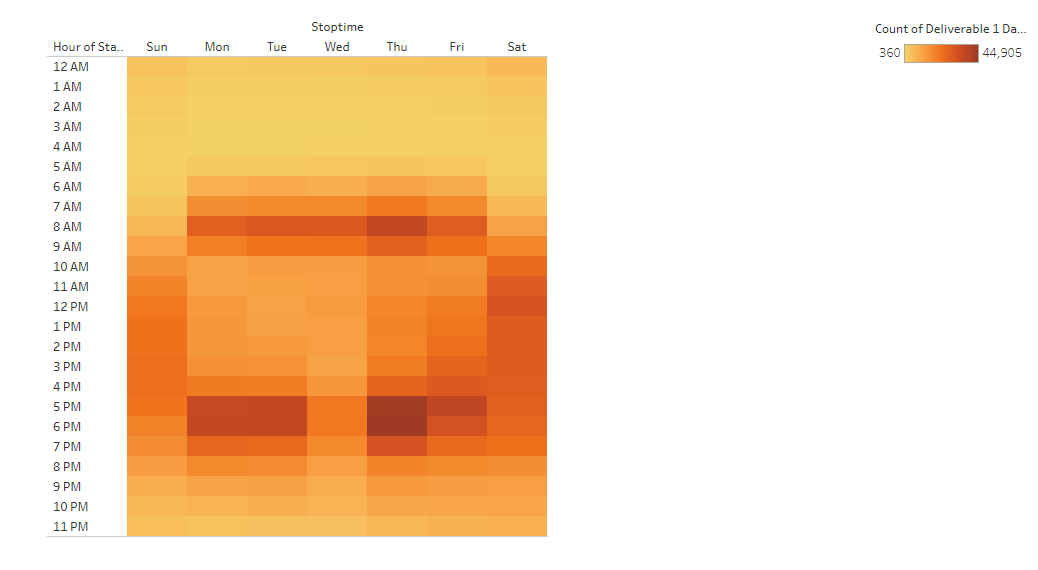 Stoptime
Count of Deliverable 1 Da...
Hour of Sta.. Sun Mon Tue Wed Thu Fri Sat
360 44,905
12 AM
1 AM
2 AM
3 AM
4 AM
5 AM
6 AM
7 AM
8 AM
9 AM
10 AM
11 AM
12 PM
1 PM
2 PM
3 PM
4 PM
5 PM
6 PM
7 PM
8 PM
9 PM
10 PM
11 PM